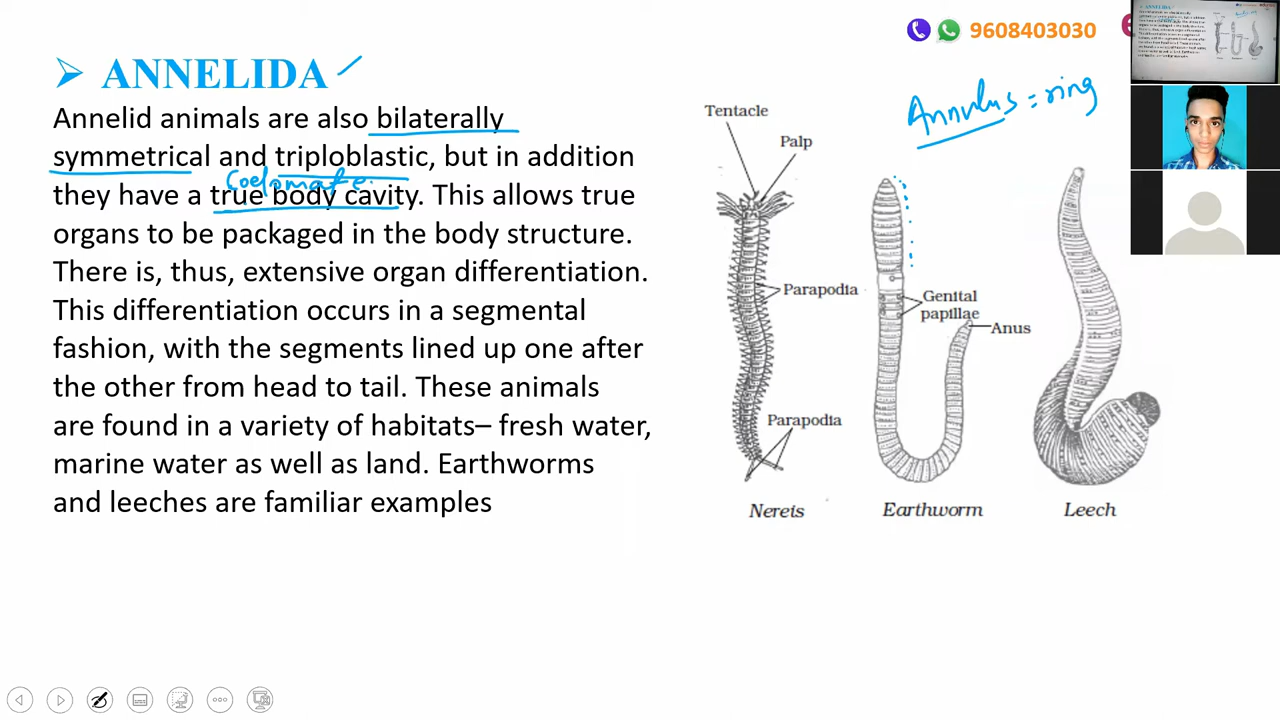 9608403030
ANNELIDA
Annelid animals are also bilaterally
symmetrical and triploblastic, but in addition
Coelomate
they have a true body cavity. This allows true
organs to be packaged in the body structure.
There is, thus, extensive organ differentiation.
This differentiation occurs in a segmental
fashion, with the segments lined up one after
the other from head to tail. These animals
are found in a variety of habitats– fresh water,
marine water as well as land. Earthworms
and leeches are familiar examples
Annulus = ring
Tentacle
Palp
Parapodia
Genital
papillae
Anus
Parapodia
Nereis
Earthworm
Leech